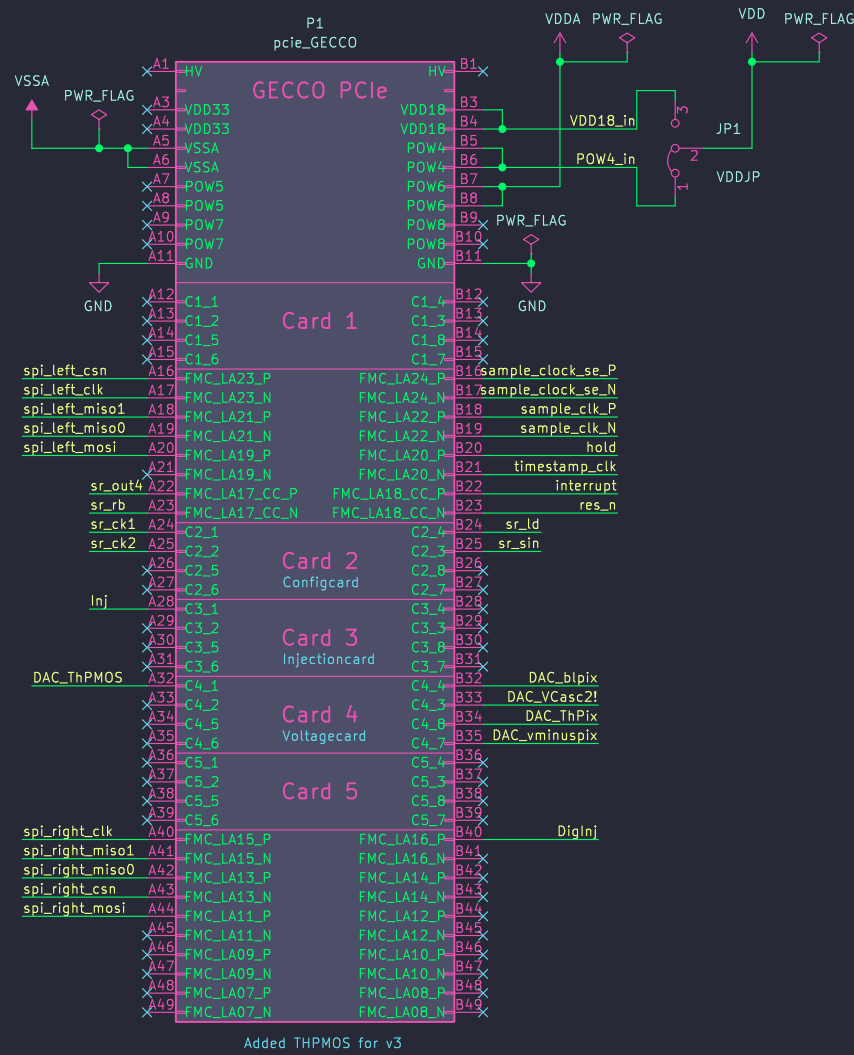 P1
pcie_GECCO
GECCO PCIe
VSSA
PWR_FLAG
VDDA
PWR_FLAG
VDD
PWR_FLAG
A1 HV HV B1
A3 VDD33 VDD18 B3
A4 VDD33 VDD18 B4 VDD18_in
A5 VSSA POW4 B5
A6 VSSA POW4 B6 POW4_in
A7 POW5 POW6 B7
A8 POW5 POW6 B8
A9 POW7 POW8 B9
A10 POW7 POW8 B10
A11 GND GND B11
3
JP1
2
1
VDDJP
PWR_FLAG
GND
GND
Card 1
A12 C1_1 C1_4 B12
A13 C1_2 C1_3 B13
A14 C1_5 C1_8 B14
A15 C1_6 C1_7 B15
spi_left_csn A16 FMC_LA23_P FMC_LA24_P B16 sample_clock_se_P
spi_left_clk A17 FMC_LA23_N FMC_LA24_N B17 sample_clock_se_N
spi_left_miso1 A18 FMC_LA21_P FMC_LA22_P B18 sample_clk_P
spi_left_miso0 A19 FMC_LA21_N FMC_LA22_N B19 sample_clk_N
spi_left_mosi A20 FMC_LA19_P FMC_LA20_P B20 hold
A21 FMC_LA19_N FMC_LA20_N B21 timestamp_clk
sr_out4 A22 FMC_LA17_CC_P FMC_LA18_CC_P B22 interrupt
sr_rb A23 FMC_LA17_CC_N FMC_LA18_CC_N B23 res_n
sr_ck1 A24 C2_1 C2_4 B24 sr_ld
sr_ck2 A25 C2_2 C2_3 B25 sr_sin
Card 2
Configcard
A26 C2_5 C2_8 B26
A27 C2_6 C2_7 B27
Inj A28 C3_1 C3_4 B28
A29 C3_2 C3_3 B29
Card 3
Injectioncard
A30 C3_5 C3_8 B30
A31 C3_6 C3_7 B31
DAC_ThPMOS A32 C4_1 C4_4 B32 DAC_blpix
A33 C4_2 C4_3 B33 DAC_VCasc2!
Card 4
Voltagecard
A34 C4_5 C4_8 B34 DAC_ThPix
A35 C4_6 C4_7 B35 DAC_vminuspix
A36 C5_1 C5_4 B36
A37 C5_2 C5_3 B37
Card 5
A38 C5_5 C5_8 B38
A39 C5_6 C5_7 B39
spi_right_clk A40 FMC_LA15_P FMC_LA16_P B40 DigInj
spi_right_miso1 A41 FMC_LA15_N FMC_LA16_N B41
spi_right_miso0 A42 FMC_LA13_P FMC_LA14_P B42
spi_right_csn A43 FMC_LA13_N FMC_LA14_N B43
spi_right_mosi A44 FMC_LA11_P FMC_LA12_P B44
A45 FMC_LA11_N FMC_LA12_N B45
A46 FMC_LA09_P FMC_LA10_P B46
A47 FMC_LA09_N FMC_LA10_N B47
A48 FMC_LA07_P FMC_LA08_P B48
A49 FMC_LA07_N FMC_LA08_N B49
Added THPMOS for v3